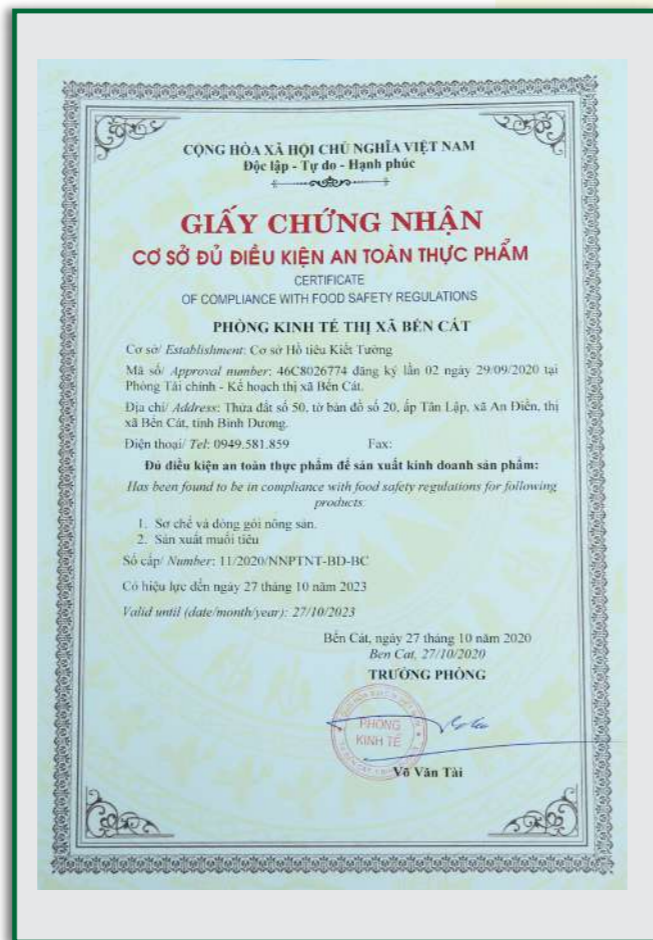 CỘNG HÒA XÃ HỘI CHỦ NGHĨA VIỆT NAM
Độc lập - Tự do - Hạnh phúc
GIẤY CHỨNG NHẬN
CƠ SỞ ĐỦ ĐIỀU KIỆN AN TOÀN THỰC PHẨM
CERTIFICATE
OF COMPLIANCE WITH FOOD SAFETY REGULATIONS
PHÒNG KINH TẾ THỊ XÃ BẾN CÁT
Cơ sở/ Establishment: Cơ sở Hồ tiêu Kiết Tường
Mã số/ Approval number: 46C8026774 đăng ký lần 02 ngày 29/09/2020 tại
Phòng Tài chính - Kế hoạch thị xã Bến Cát.
Địa chỉ/ Address: Thửa đất số 50, tờ bản đồ số 20, ấp Tân Lập, xã An Điền, thị
xã Bến Cát, tỉnh Bình Dương.
Điện thoại/ Tel: 0949.581.859 Fax:
Đủ điều kiện an toàn thực phẩm để sản xuất kinh doanh sản phẩm:
Has been found to be in compliance with food safety regulations for following
products:
1. Sơ chế và đóng gói nông sản.
2. Sản xuất muối tiêu
Số cấp/ Number: 11/2020/NNPTNT-BD-BC
Có hiệu lực đến ngày 27 tháng 10 năm 2023
Valid until (date/month/year): 27/10/2023
Bến Cát, ngày 27 tháng 10 năm 2020
Ben Cat, 27/10/2020
TRƯỞNG PHÒNG
PHÒNG
KINH TẾ
Võ Văn Tài